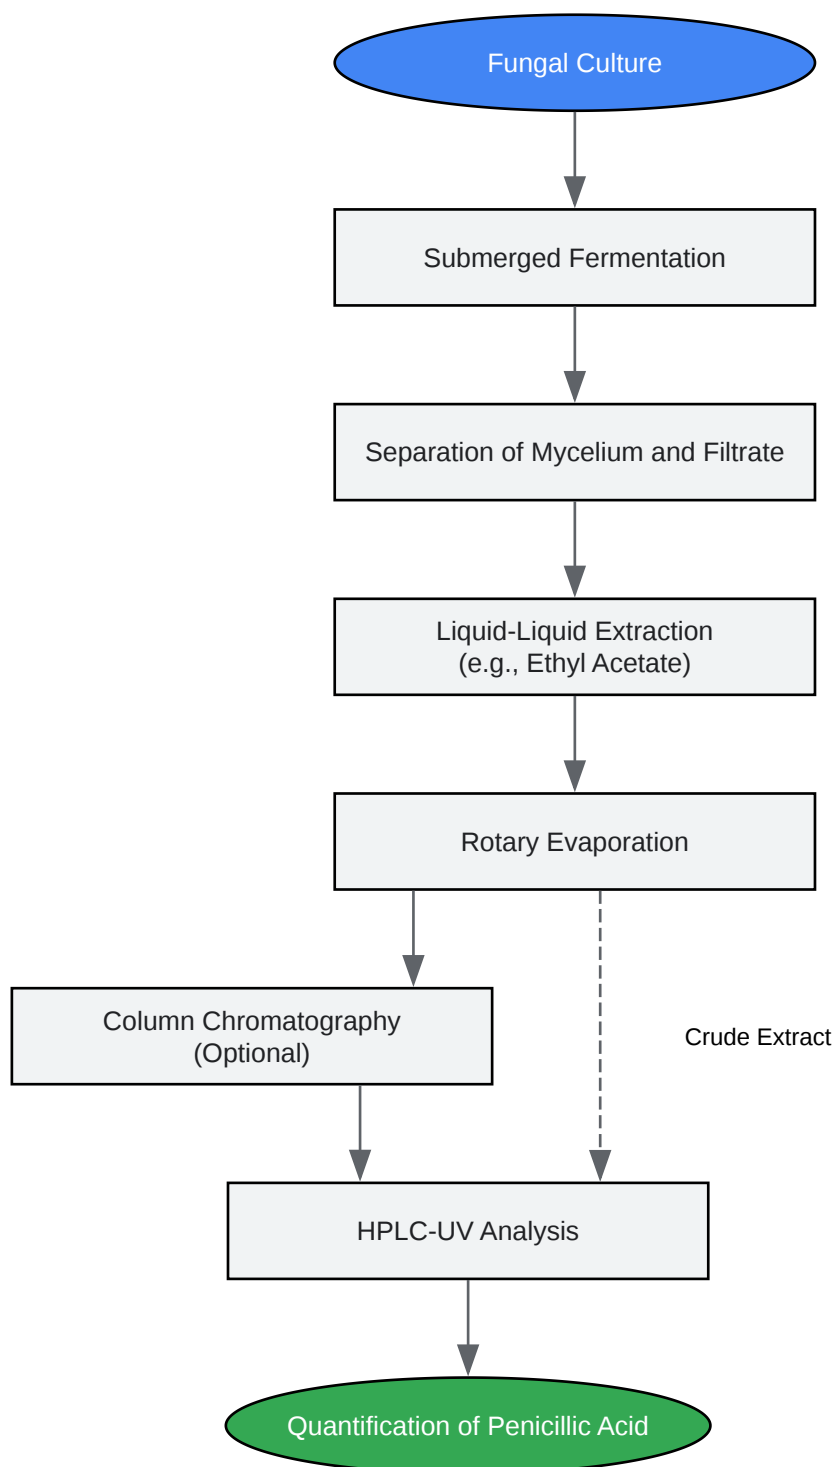 Fungal Culture
Submerged Fermentation
Separation of Mycelium and Filtrate
Liquid-Liquid Extraction
(e.g., Ethyl Acetate)
Rotary Evaporation
Column Chromatography
(Optional)
Crude Extract
HPLC-UV Analysis
Quantification of Penicillic Acid